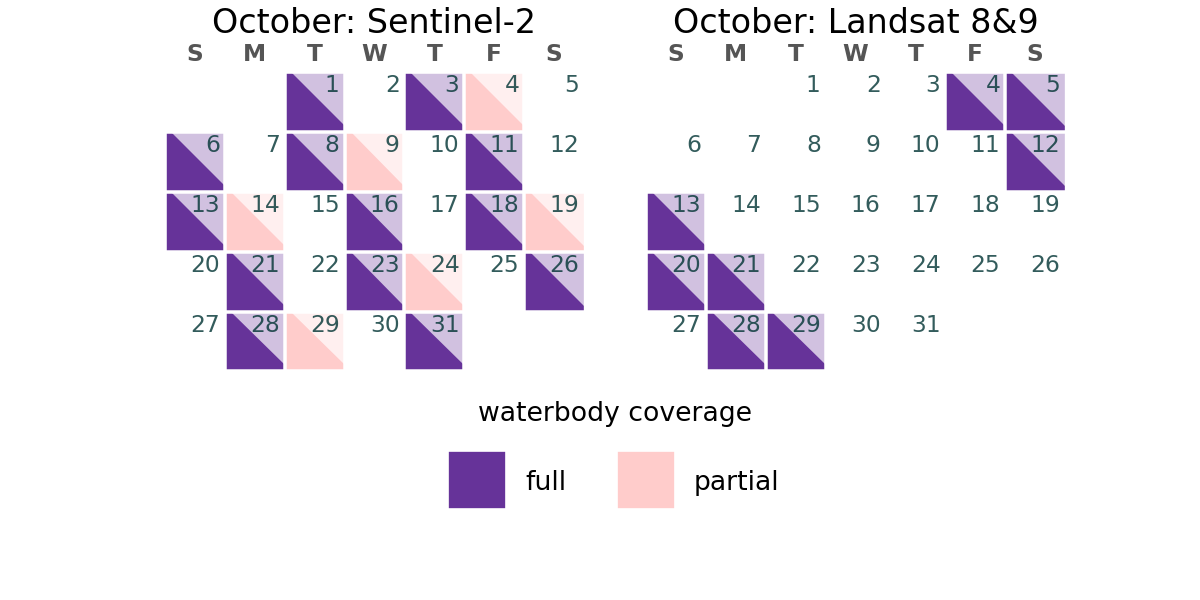 October: Sentinel-2
S M T W T F S
1 2 3 4 5
6 7 8 9 10 11 12
13 14 15 16 17 18 19
20 21 22 23 24 25 26
27 28 29 30 31
October: Landsat 8&9
S M T W T F S
1 2 3 4 5
6 7 8 9 10 11 12
13 14 15 16 17 18 19
20 21 22 23 24 25 26
27 28 29 30 31
waterbody coverage
full partial